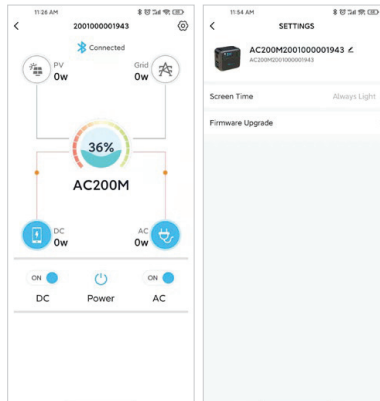 11:26 AM
2001000001943
Connected
PV
0w
Grid
0w
36%
AC200M
DC
0w
AC
0w
ON
ON
DC
Power
AC
11:54 AM
SETTINGS
AC200M2001000001943
AC200M2001000001943
Screen Time
Always Light
Firmware Upgrade